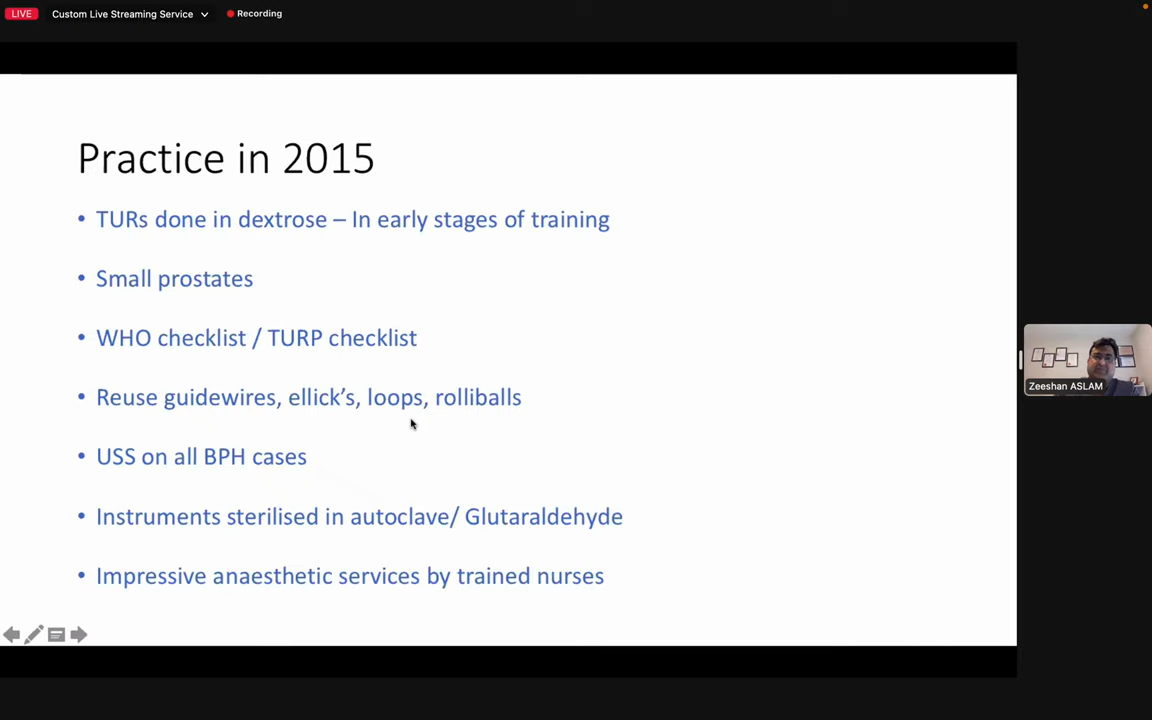 LIVE
Custom Live Streaming Service
Recording
Practice in 2015
• TURs done in dextrose – In early stages of training
• Small prostates
• WHO checklist / TURP checklist
• Reuse guidewires, ellick’s, loops, rolliballs
• USS on all BPH cases
• Instruments sterilised in autoclave/ Glutaraldehyde
• Impressive anaesthetic services by trained nurses
Zeeshan ASLAM